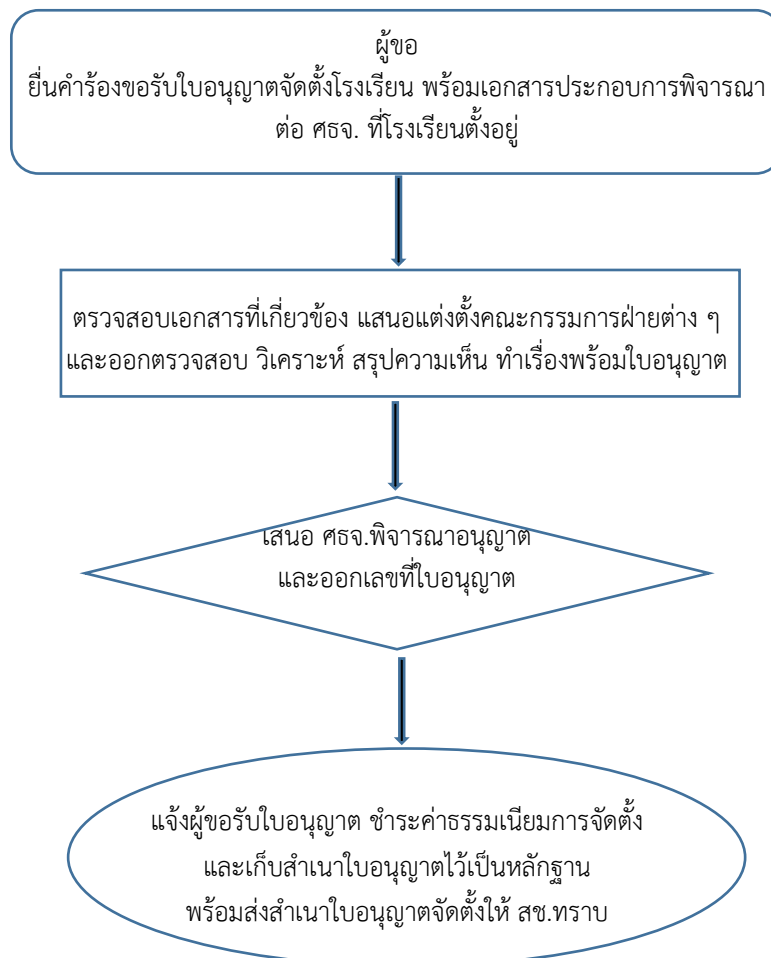 ผู้ขอ
ยื่นคำร้องขอรับใบอนุญาตจัดตั้งโรงเรียน พร้อมเอกสารประกอบการพิจารณา
ต่อ ศธจ. ที่โรงเรียนตั้งอยู่
ตรวจสอบเอกสารที่เกี่ยวข้อง แสนอแต่งตั้งคณะกรรมการฝ่ายต่าง ๆ
และออกตรวจสอบ วิเคราะห์ สรุปความเห็น ทำเรื่องพร้อมใบอนุญาต
เสนอ ศธจ.พิจารณาอนุญาต
และออกเลขที่ใบอนุญาต
แจ้งผู้ขอรับใบอนุญาต ชำระค่าธรรมเนียมการจัดตั้ง
และเก็บสำเนาใบอนุญาตไว้เป็นหลักฐาน
พร้อมส่งสำเนาใบอนุญาตจัดตั้งให้ สช.ทราบ